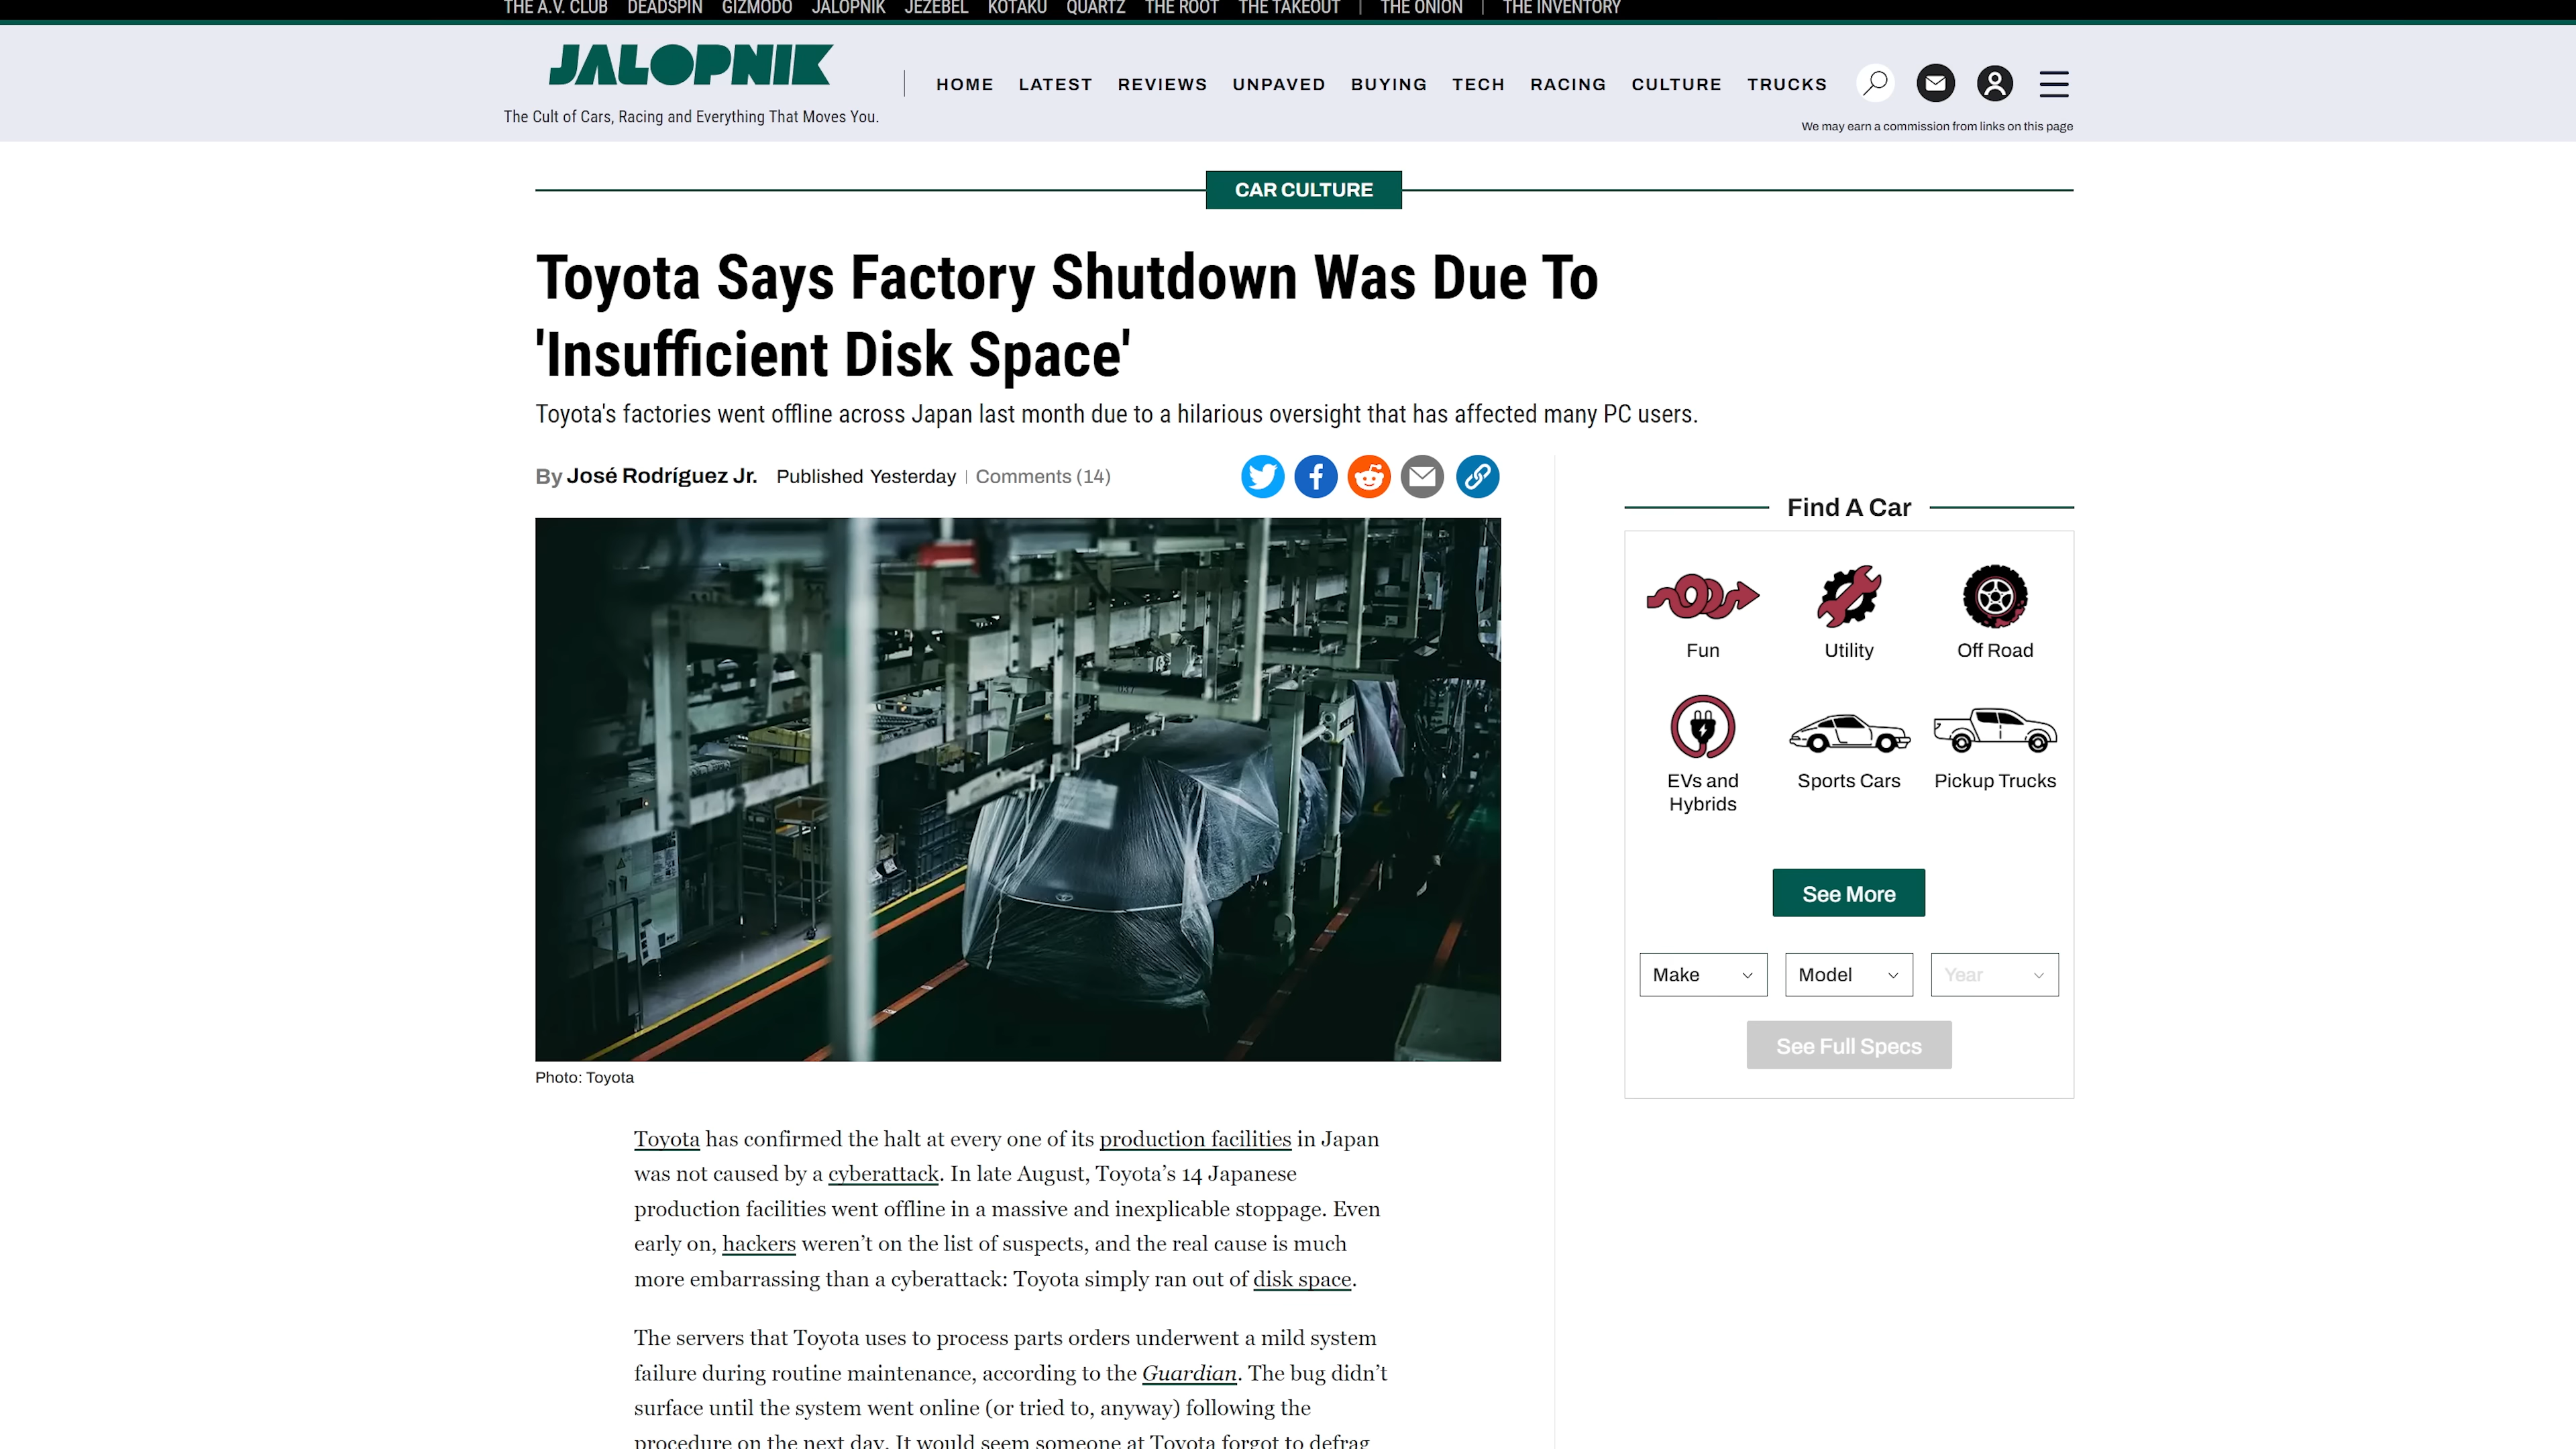 THE A.V. CLUB DEADSPIN GIZMODO JALOPNIK JEZEBEL KOTAKU QUARTZ THE ROOT THE TAKEOUT | THE ONION | THE INVENTORY
JALOPNIK
The Cult of Cars, Racing and Everything That Moves You.
HOME LATEST REVIEWS UNPAVED BUYING TECH RACING CULTURE TRUCKS
We may earn a commission from links on this page
CAR CULTURE
Toyota Says Factory Shutdown Was Due To
'Insufficient Disk Space'
Toyota's factories went offline across Japan last month due to a hilarious oversight that has affected many PC users.
By José Rodríguez Jr. Published Yesterday | Comments (14)
Photo: Toyota
Toyota has confirmed the halt at every one of its production facilities in Japan
was not caused by a cyberattack. In late August, Toyota’s 14 Japanese
production facilities went offline in a massive and inexplicable stoppage. Even
early on, hackers weren’t on the list of suspects, and the real cause is much
more embarrassing than a cyberattack: Toyota simply ran out of disk space.
The servers that Toyota uses to process parts orders underwent a mild system
failure during routine maintenance, according to the Guardian. The bug didn’t
surface until the system went online (or tried to, anyway) following the
procedure on the next day. It would seem someone at Toyota forgot to defrag
Find A Car
Fun Utility Off Road
EVs and Hybrids Sports Cars Pickup Trucks
See More
Make Model Year
See Full Specs